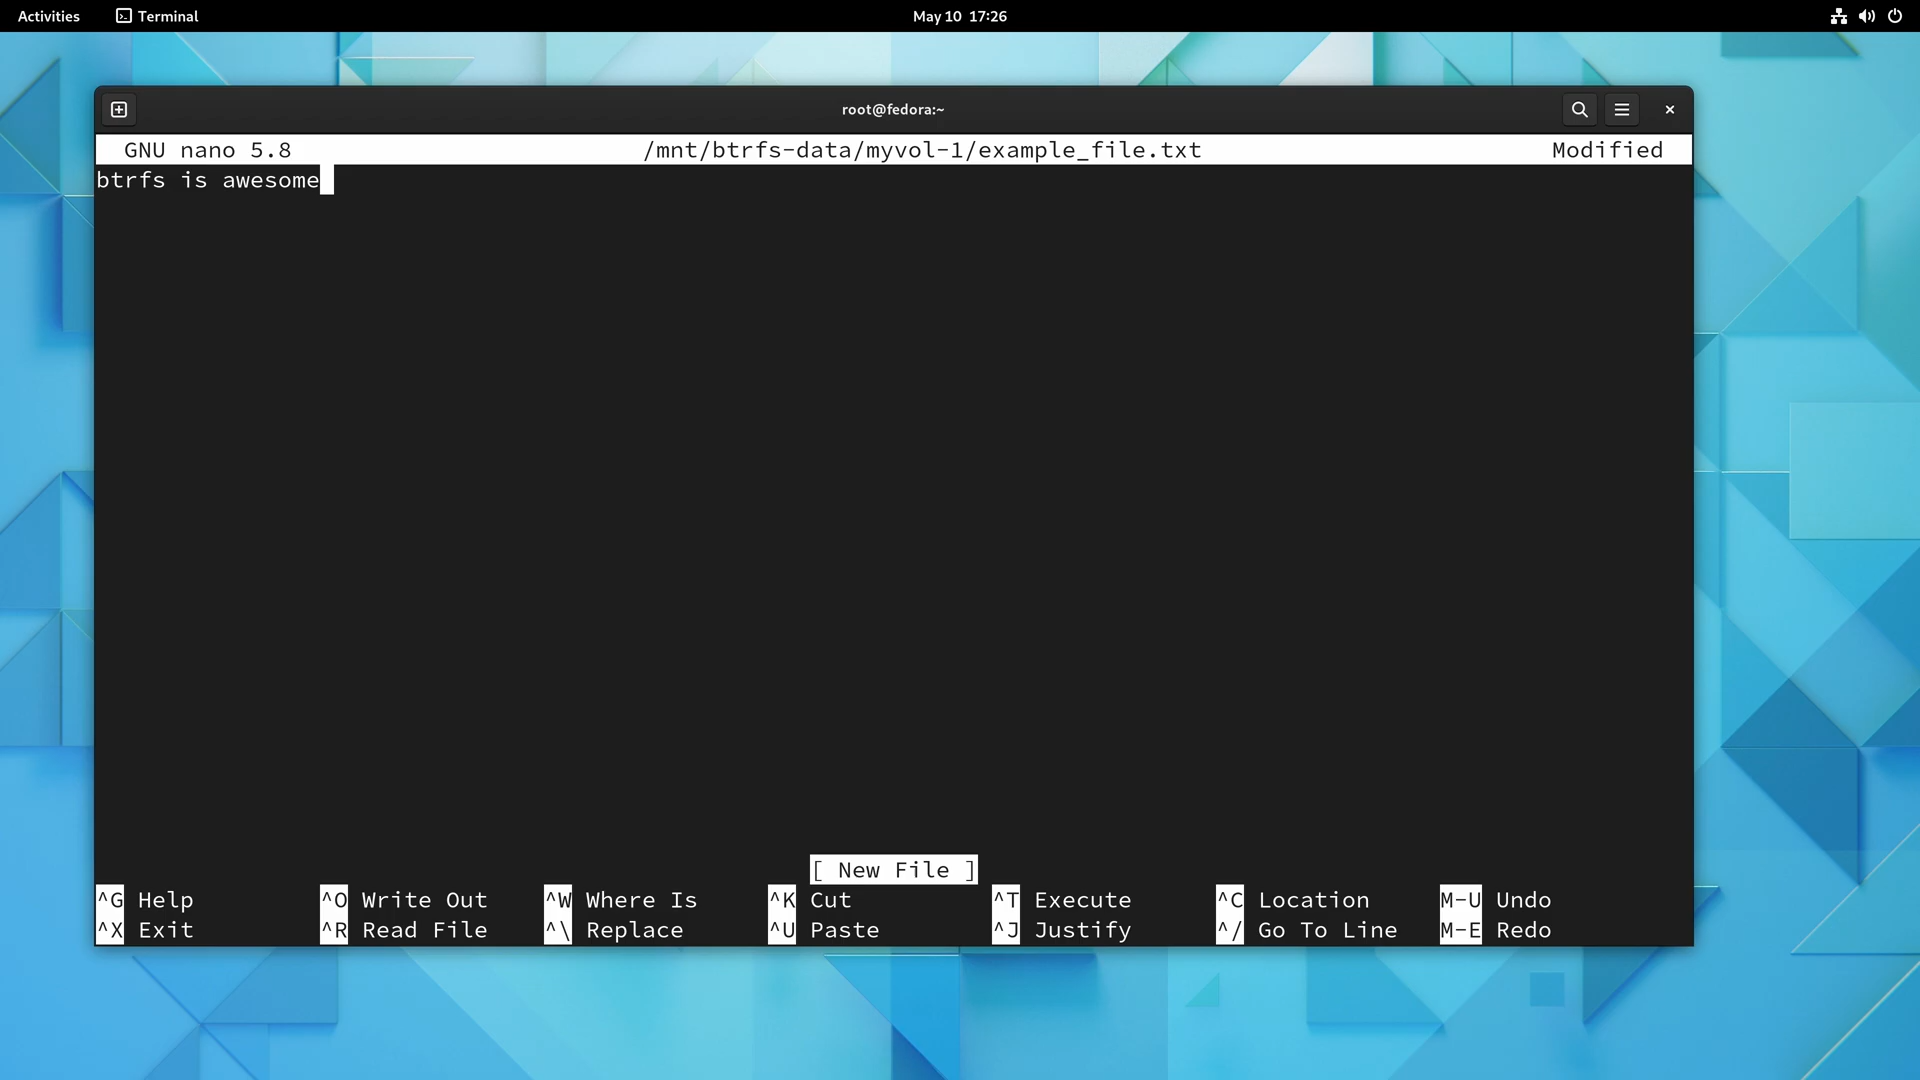 Activities Terminal May 10 17:26
root@fedora:~
GNU nano 5.8 /mnt/btrfs-data/myvol-1/example_file.txt Modified
btrfs is awesome
[ New File ]
^G Help ^O Write Out ^W Where Is ^K Cut ^T Execute ^C Location M-U Undo
^X Exit ^R Read File ^\ Replace ^U Paste ^J Justify ^/ Go To Line M-E Redo